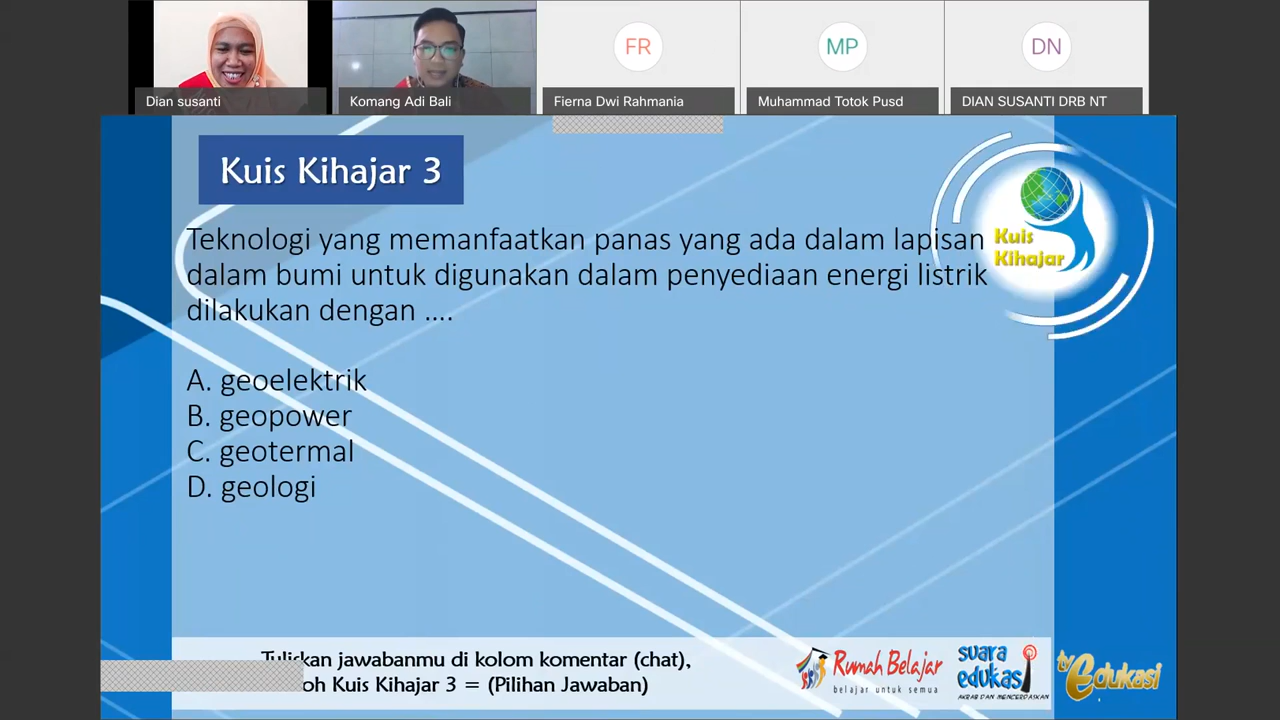 FR
MP
DN
Dian susanti
Komang Adi Bali
Fierna Dwi Rahmania
Muhammad Totok Pusd
DIAN SUSANTI DRB NT
Kuis Kihajar 3
Kuis
Kihajar
Teknologi yang memanfaatkan panas yang ada dalam lapisan
dalam bumi untuk digunakan dalam penyediaan energi listrik
dilakukan dengan ....
A. geoelektrik
B. geopower
C. geotermal
D. geologi
Tuliskan jawabanmu di kolom komentar (chat),
oh Kuis Kihajar 3 = (Pilihan Jawaban)
Rumah Belajar
belajar untuk semua
suara
edukasi
AKRAB DAN MENCERDASKAN
tv edukasi